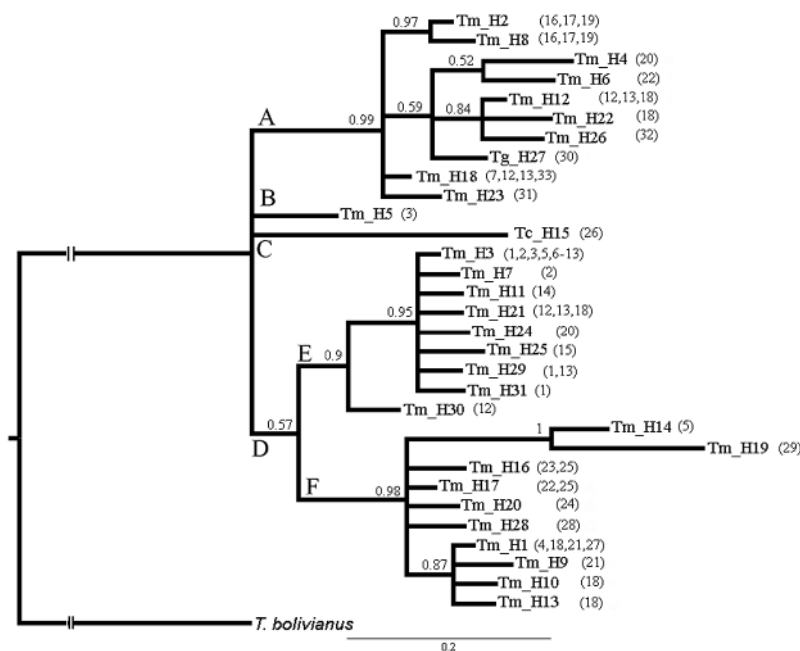 0.97 Tm_H2 (16,17,19)
Tm_H8 (16,17,19)
0.52 Tm_H4 (20)
Tm_H6 (22)
A 0.99 0.59 0.84 Tm_H12 (12,13,18)
Tm_H22 (18)
Tm_H26 (32)
Tg_H27 (30)
Tm_H18 (7,12,13,33)
Tm_H23 (31)
B Tm_H5 (3)
C Tc_H15 (26)
Tm_H3 (1,2,3,5,6-13)
Tm_H7 (2)
Tm_H11 (14)
0.95 Tm_H21 (12,13,18)
Tm_H24 (20)
E 0.9 Tm_H25 (15)
Tm_H29 (1,13)
Tm_H31 (1)
Tm_H30 (12)
D 0.57
1 Tm_H14 (5)
Tm_H19 (29)
Tm_H16 (23,25)
F 0.98 Tm_H17 (22,25)
Tm_H20 (24)
Tm_H28 (28)
Tm_H1 (4,18,21,27)
0.87 Tm_H9 (21)
Tm_H10 (18)
Tm_H13 (18)
T. bolivianus
0.2